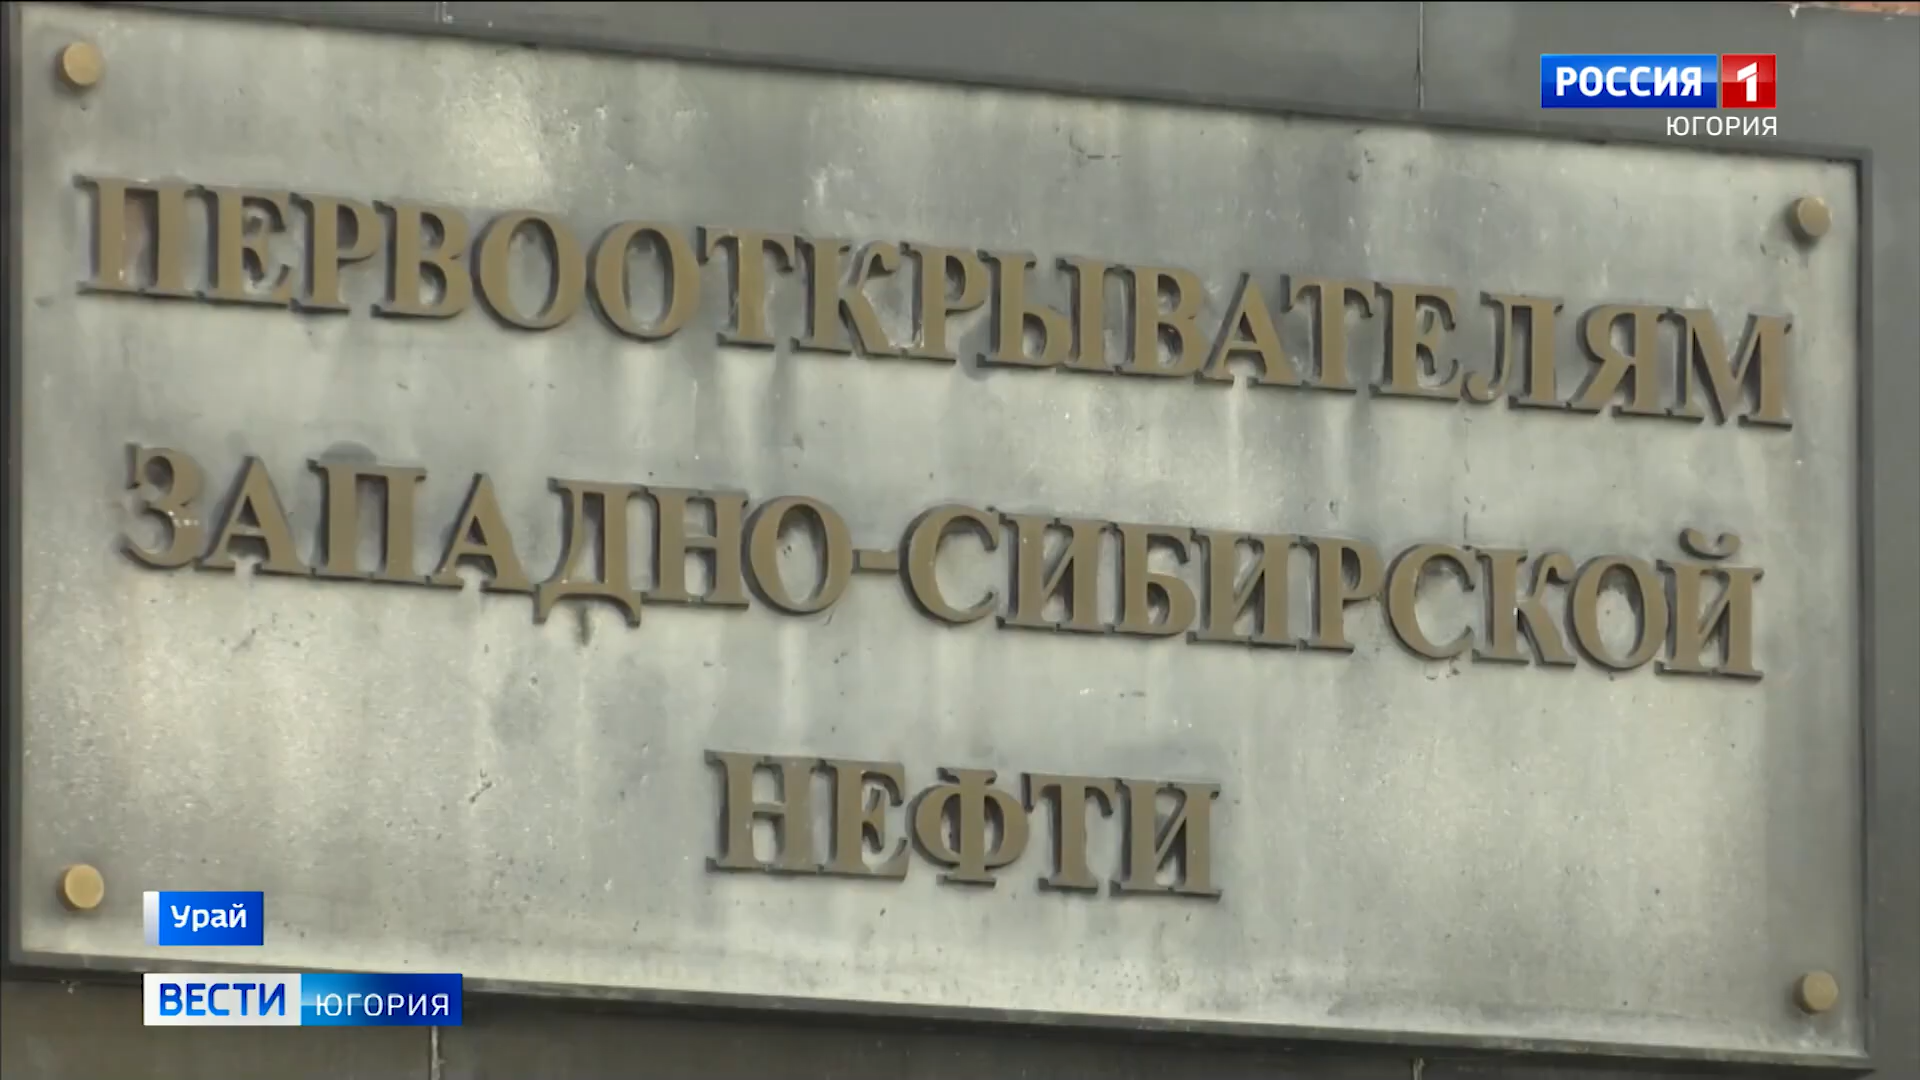 РОССИЯ 1
ЮГОРИЯ
ПЕРВООТКРЫВАТЕЛЯМ
ЗАПАДНО-СИБИРСКОЙ
НЕФТИ
Урай
ВЕСТИ ЮГОРИЯ